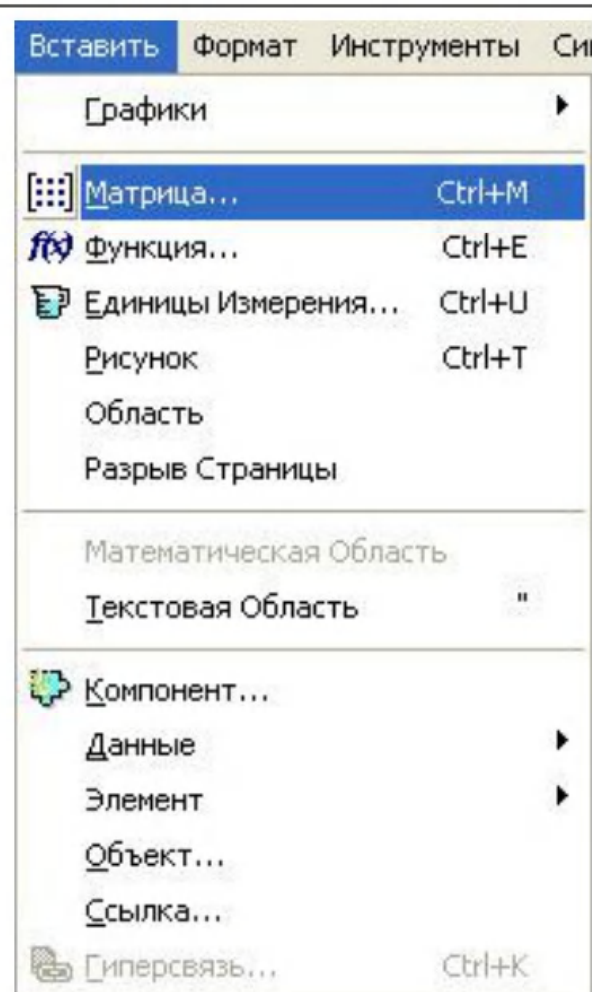 Вставить Формат Инструменты
Графики
Матрица... Ctrl+M
f(x) Функция... Ctrl+E
Единицы Измерения... Ctrl+U
Рисунок Ctrl+T
Область
Разрыв Страницы
Математическая Область
Текстовая Область "
Компонент...
Данные
Элемент
Объект...
Ссылка...
Гиперсвязь... Ctrl+K